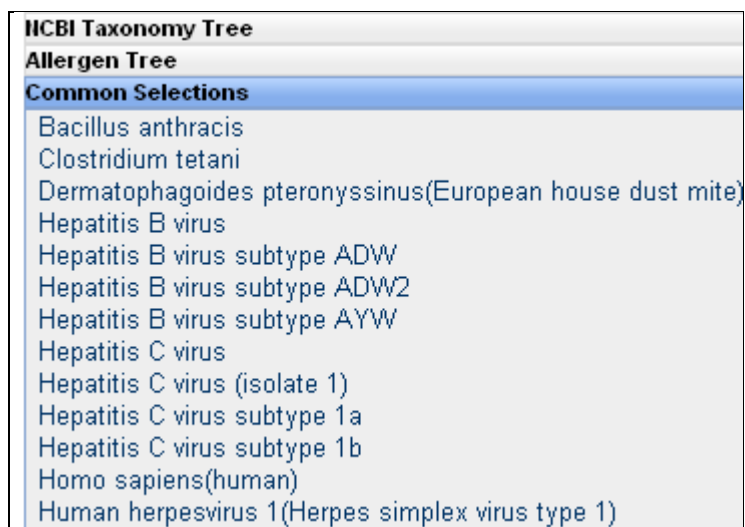 NCBI Taxonomy Tree
Allergen Tree
Common Selections
Bacillus anthracis
Clostridium tetani
Dermatophagoides pteronyssinus(European house dust mite)
Hepatitis B virus
Hepatitis B virus subtype ADW
Hepatitis B virus subtype ADW2
Hepatitis B virus subtype AYW
Hepatitis C virus
Hepatitis C virus (isolate 1)
Hepatitis C virus subtype 1a
Hepatitis C virus subtype 1b
Homo sapiens(human)
Human herpesvirus 1(Herpes simplex virus type 1)